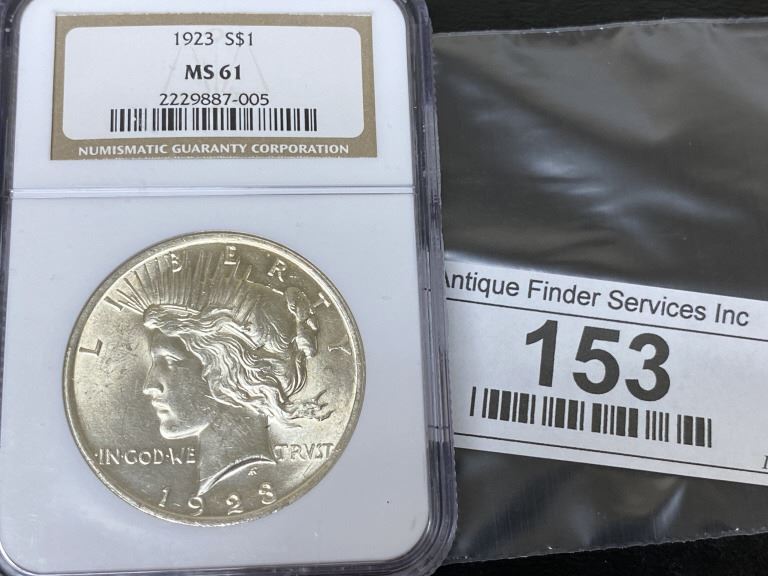 1923 S$1
MS 61
2229887-005
NUMISMATIC GUARANTY CORPORATION
LIBERTY
IN·GOD·WE TRVST
1923
Antique Finder Services Inc
153